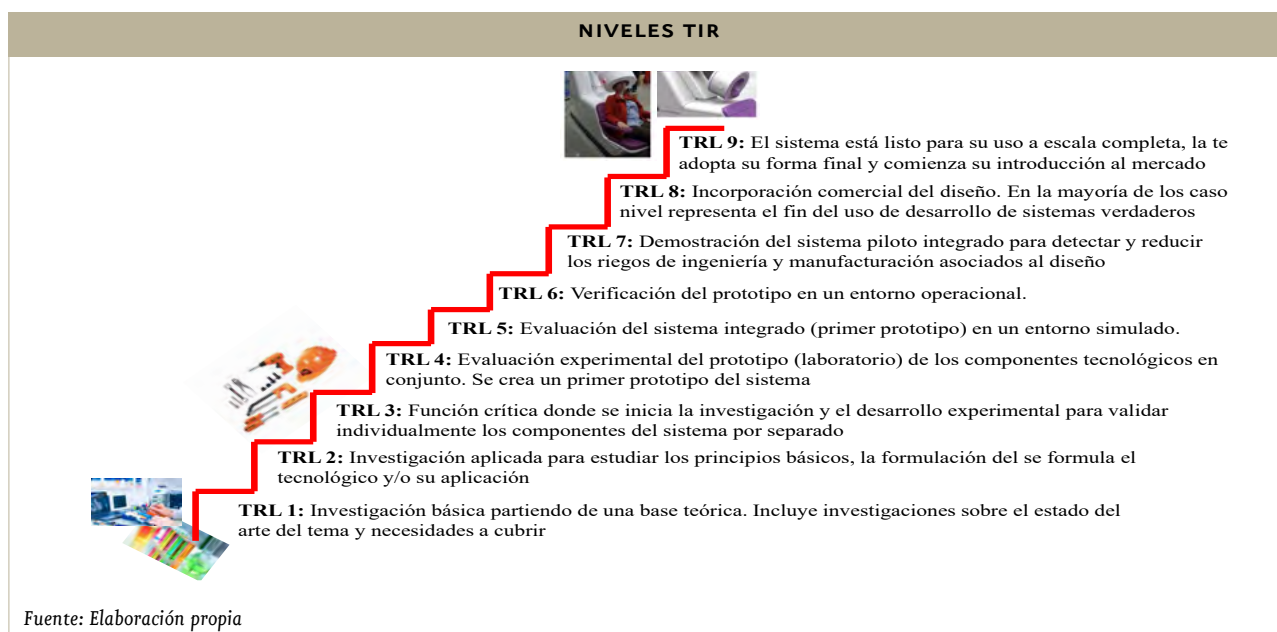 NIVELES TIR
TRL 9: El sistema está listo para su uso a escala completa, la te
adopta su forma final y comienza su introducción al mercado
TRL 8: Incorporación comercial del diseño. En la mayoría de los caso
nivel representa el fin del uso de desarrollo de sistemas verdaderos
TRL 7: Demostración del sistema piloto integrado para detectar y reducir
los riegos de ingeniería y manufacturación asociados al diseño
TRL 6: Verificación del prototipo en un entorno operacional.
TRL 5: Evaluación del sistema integrado (primer prototipo) en un entorno simulado.
TRL 4: Evaluación experimental del prototipo (laboratorio) de los componentes tecnológicos en
conjunto. Se crea un primer prototipo del sistema
TRL 3: Función crítica donde se inicia la investigación y el desarrollo experimental para validar
individualmente los componentes del sistema por separado
TRL 2: Investigación aplicada para estudiar los principios básicos, la formulación del se formula el
tecnológico y/o su aplicación
TRL 1: Investigación básica partiendo de una base teórica. Incluye investigaciones sobre el estado del
arte del tema y necesidades a cubrir
Fuente: Elaboración propia